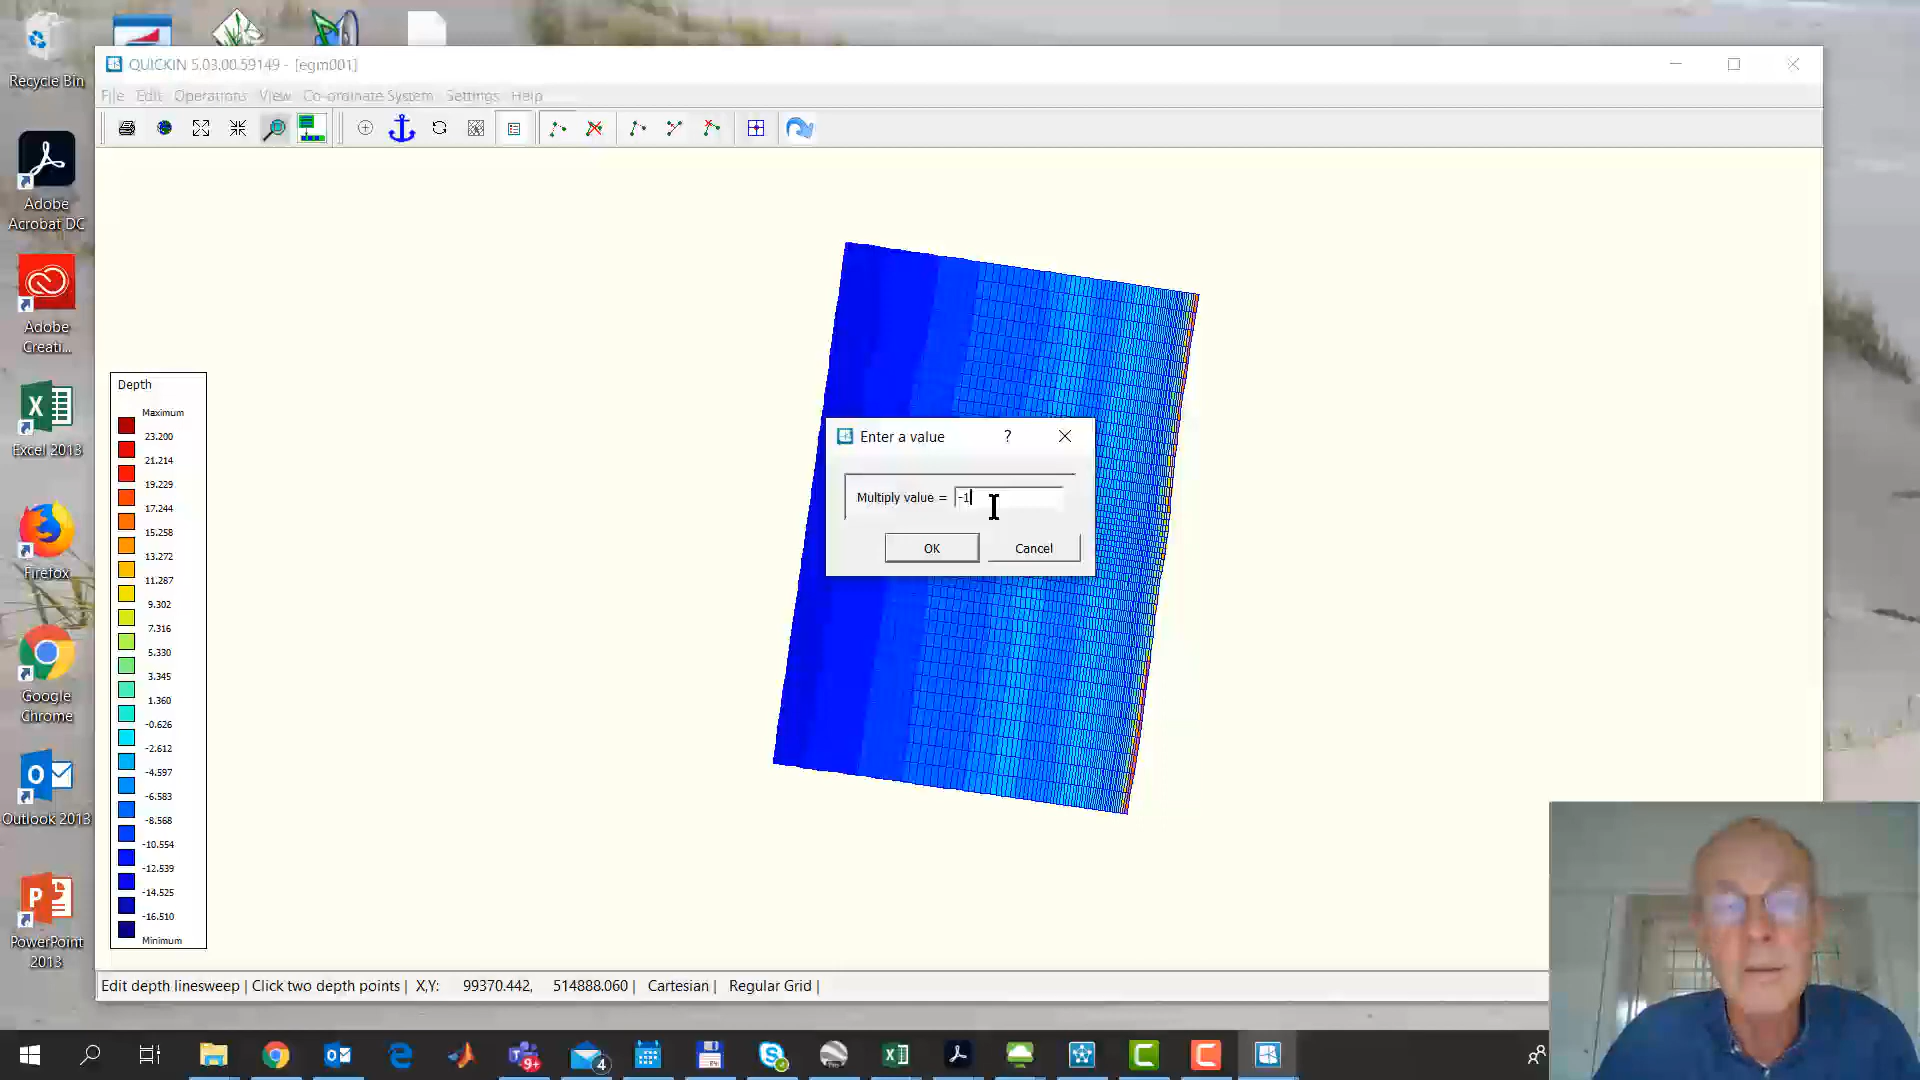 QUICKIN 5.03.00.59149 - [egm001]
File Edit Operations View Co-ordinate System Settings Help
Recycle Bin
Adobe
Acrobat DC
Adobe
Creati...
Excel 2013
Firefox
Google
Chrome
Outlook 2013
PowerPoint
2013
Depth
Maximum
23.200
21.214
19.229
17.244
15.258
13.272
11.287
9.302
7.316
5.330
3.345
1.360
-0.626
-2.612
-4.597
-6.583
-8.568
-10.554
-12.539
-14.525
-16.510
Minimum
Enter a value ?
Multiply value = -1
OK Cancel
Edit depth linesweep | Click two depth points | X,Y: 99370.442, 514888.060 | Cartesian | Regular Grid |
9+
4